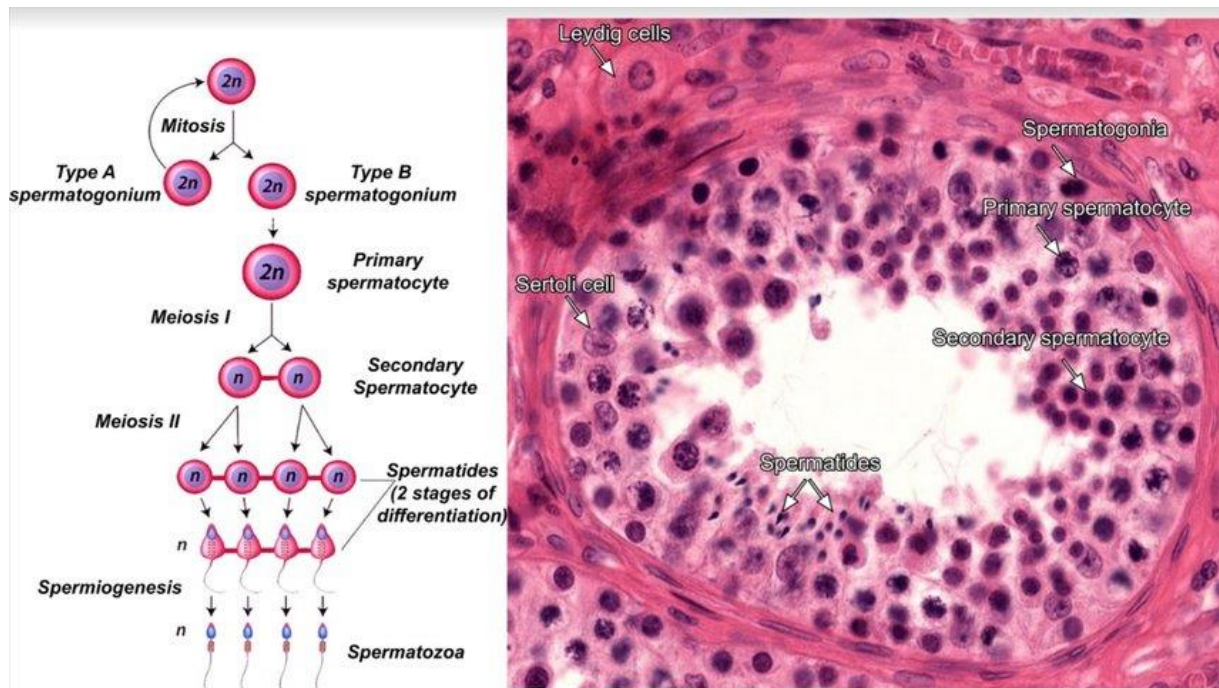 2n
Mitosis
Type A
spermatogonium
2n
2n
Type B
spermatogonium
2n
Primary
spermatocyte
Meiosis I
n
n
Secondary
Spermatocyte
Meiosis II
n
n
n
n
Spermatides
(2 stages of
differentiation)
n
Spermiogenesis
n
Spermatozoa
Leydig cells
Spermatogonia
Primary spermatocyte
Sertoli cell
Secondary spermatocyte
Spermatides